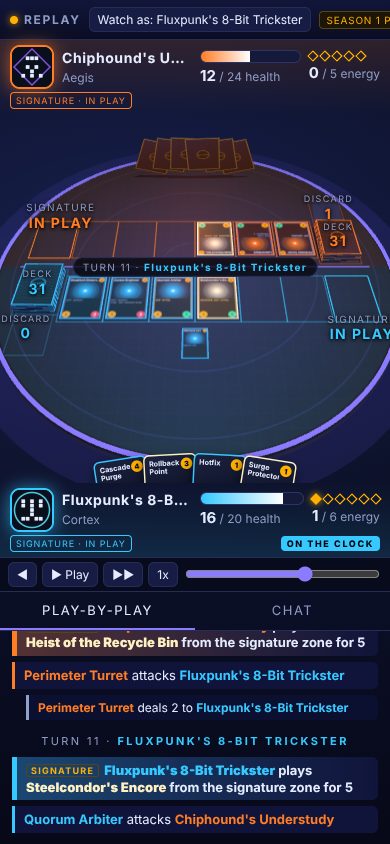 REPLAY
Watch as: Fluxpunk's 8-Bit Trickster
SEASON 1 P
Chiphound's U...
Aegis
12 / 24 health
0 / 5 energy
SIGNATURE · IN PLAY
SIGNATURE
IN PLAY
DISCARD
1
DECK
31
TURN 11 · Fluxpunk's 8-Bit Trickster
DECK
31
DISCARD
0
SIGNATUR
IN PLAY
Cascade Purge 4
Rollback Point 3
Hotfix 1
Surge Protector 1
Fluxpunk's 8-B...
Cortex
16 / 20 health
1 / 6 energy
SIGNATURE · IN PLAY
ON THE CLOCK
Play
1x
PLAY-BY-PLAY
CHAT
Heist of the Recycle Bin from the signature zone for 5
Perimeter Turret attacks Fluxpunk's 8-Bit Trickster
Perimeter Turret deals 2 to Fluxpunk's 8-Bit Trickster
TURN 11 · FLUXPUNK'S 8-BIT TRICKSTER
SIGNATURE Fluxpunk's 8-Bit Trickster plays
Steelcondor's Encore from the signature zone for 5
Quorum Arbiter attacks Chiphound's Understudy